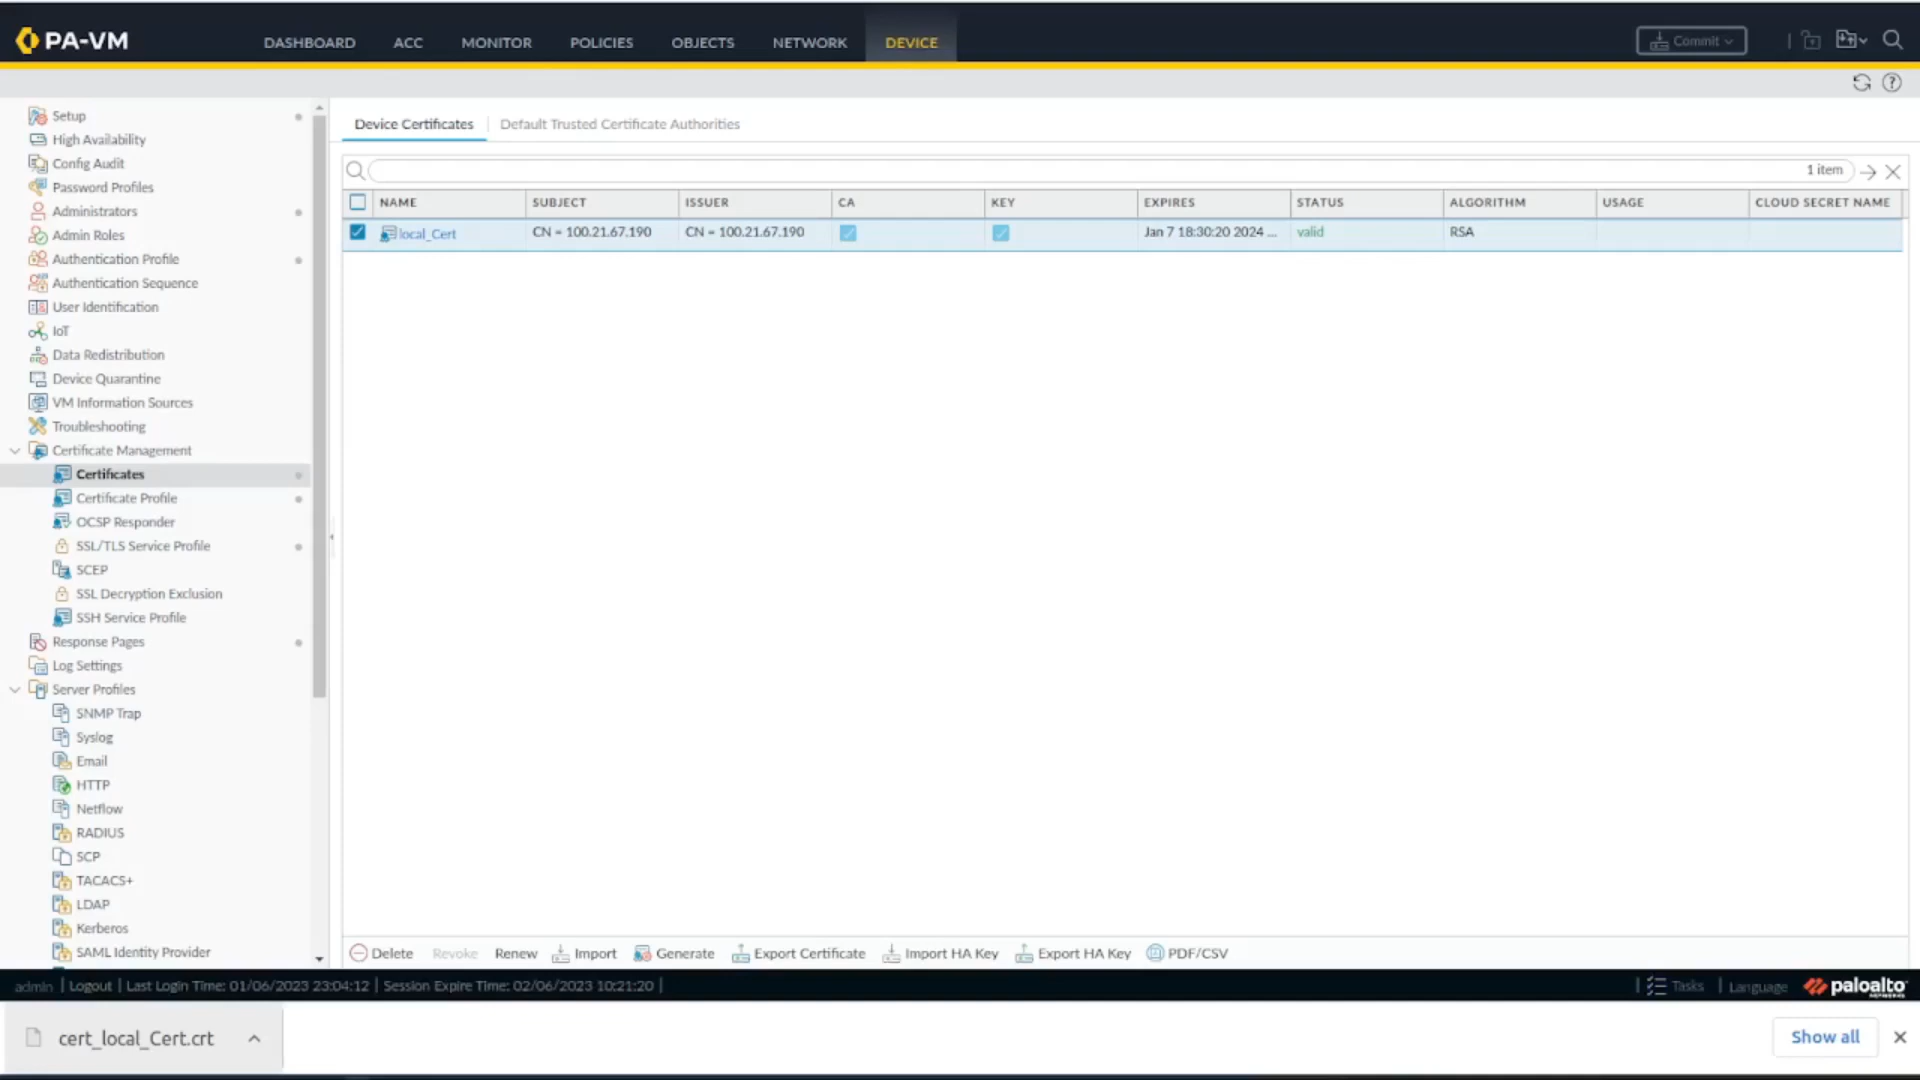 PA-VM
DASHBOARD ACC MONITOR POLICIES OBJECTS NETWORK DEVICE Commit
Setup
High Availability
Config Audit
Password Profiles
Administrators
Admin Roles
Authentication Profile
Authentication Sequence
User Identification
IoT
Data Redistribution
Device Quarantine
VM Information Sources
Troubleshooting
Certificate Management
Certificates
Certificate Profile
OCSP Responder
SSL/TLS Service Profile
SCEP
SSL Decryption Exclusion
SSH Service Profile
Response Pages
Log Settings
Server Profiles
SNMP Trap
Syslog
Email
HTTP
Netflow
RADIUS
SCP
TACACS+
LDAP
Kerberos
SAML Identity Provider
Device Certificates Default Trusted Certificate Authorities
1 item
NAME SUBJECT ISSUER CA KEY EXPIRES STATUS ALGORITHM USAGE CLOUD SECRET NAME
local_Cert CN = 100.21.67.190 CN = 100.21.67.190 Jan 7 18:30:20 2024 ... valid RSA
Delete Revoke Renew Import Generate Export Certificate Import HA Key Export HA Key PDF/CSV
admin | Logout | Last Login Time: 01/06/2023 23:04:12 | Session Expire Time: 02/06/2023 10:21:20 |
| Tasks | Language paloalto
NETWORKS
cert_local_Cert.crt Show all